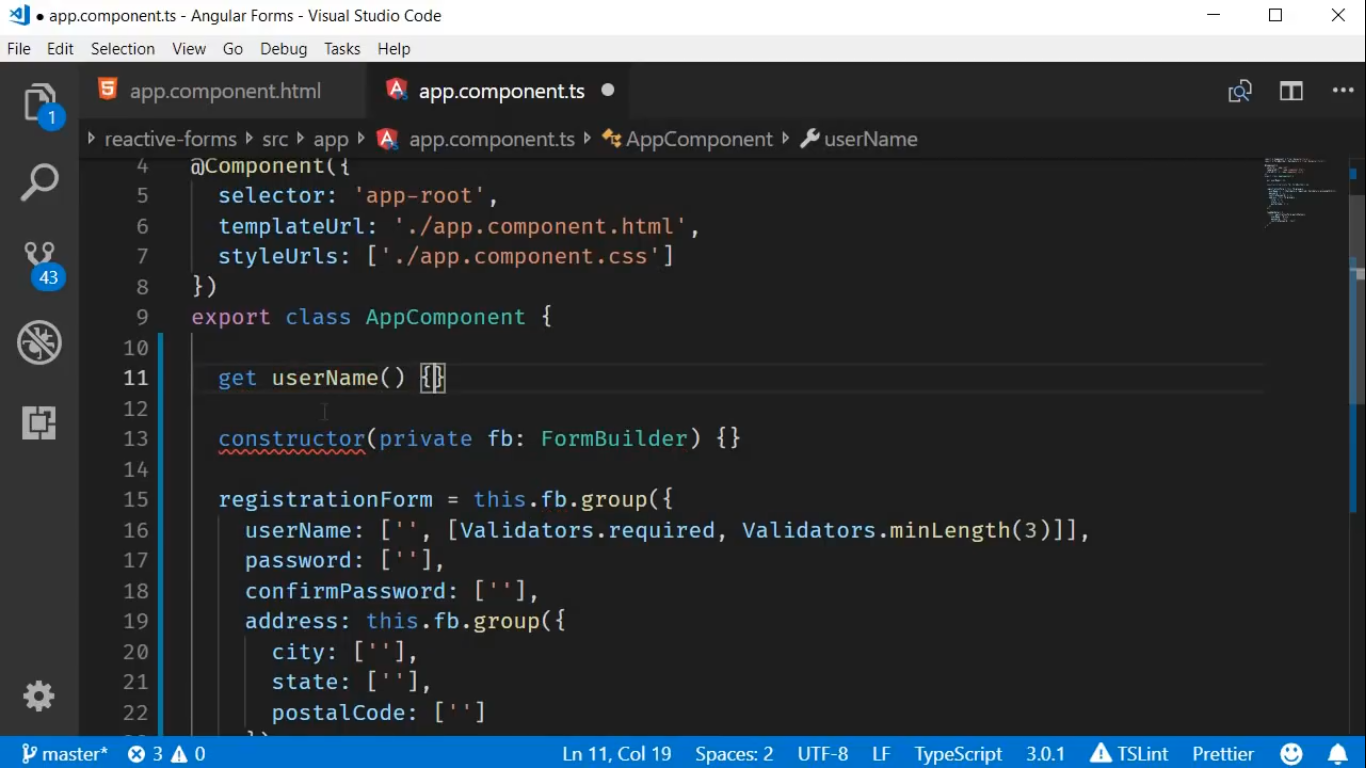 ● app.component.ts - Angular Forms - Visual Studio Code
File Edit Selection View Go Debug Tasks Help
app.component.html app.component.ts
reactive-forms src app app.component.ts AppComponent userName
1
43
4 @Component({
5 selector: 'app-root',
6 templateUrl: './app.component.html',
7 styleUrls: ['./app.component.css']
8 })
9 export class AppComponent {
10
11 get userName() {}
12
13 constructor(private fb: FormBuilder) {}
14
15 registrationForm = this.fb.group({
16 userName: ['', [Validators.required, Validators.minLength(3)]],
17 password: [''],
18 confirmPassword: [''],
19 address: this.fb.group({
20 city: [''],
21 state: [''],
22 postalCode: ['']
master* 3 0 Ln 11, Col 19 Spaces: 2 UTF-8 LF TypeScript 3.0.1 TSLint Prettier